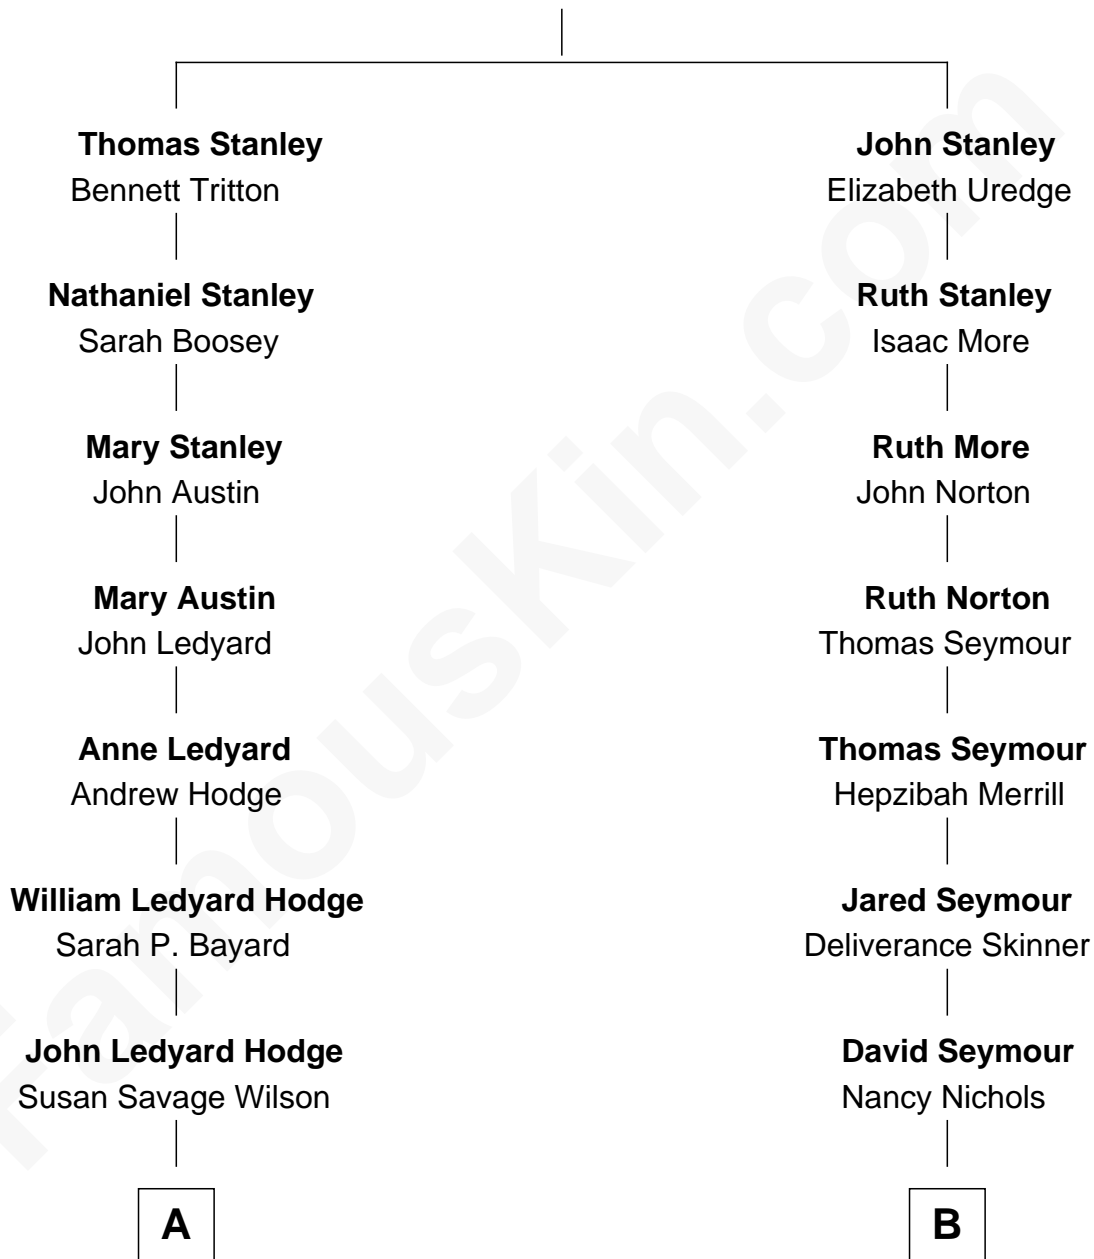 Thomas Stanley
Bennett Tritton
Nathaniel Stanley
Sarah Boosey
Mary Stanley
John Austin
Mary Austin
John Ledyard
Anne Ledyard
Andrew Hodge
William Ledyard Hodge
Sarah P. Bayard
John Ledyard Hodge
Susan Savage Wilson
A
John Stanley
Elizabeth Uredge
Ruth Stanley
Isaac More
Ruth More
John Norton
Ruth Norton
Thomas Seymour
Thomas Seymour
Hepzibah Merrill
Jared Seymour
Deliverance Skinner
David Seymour
Nancy Nichols
B
FamousKin.com